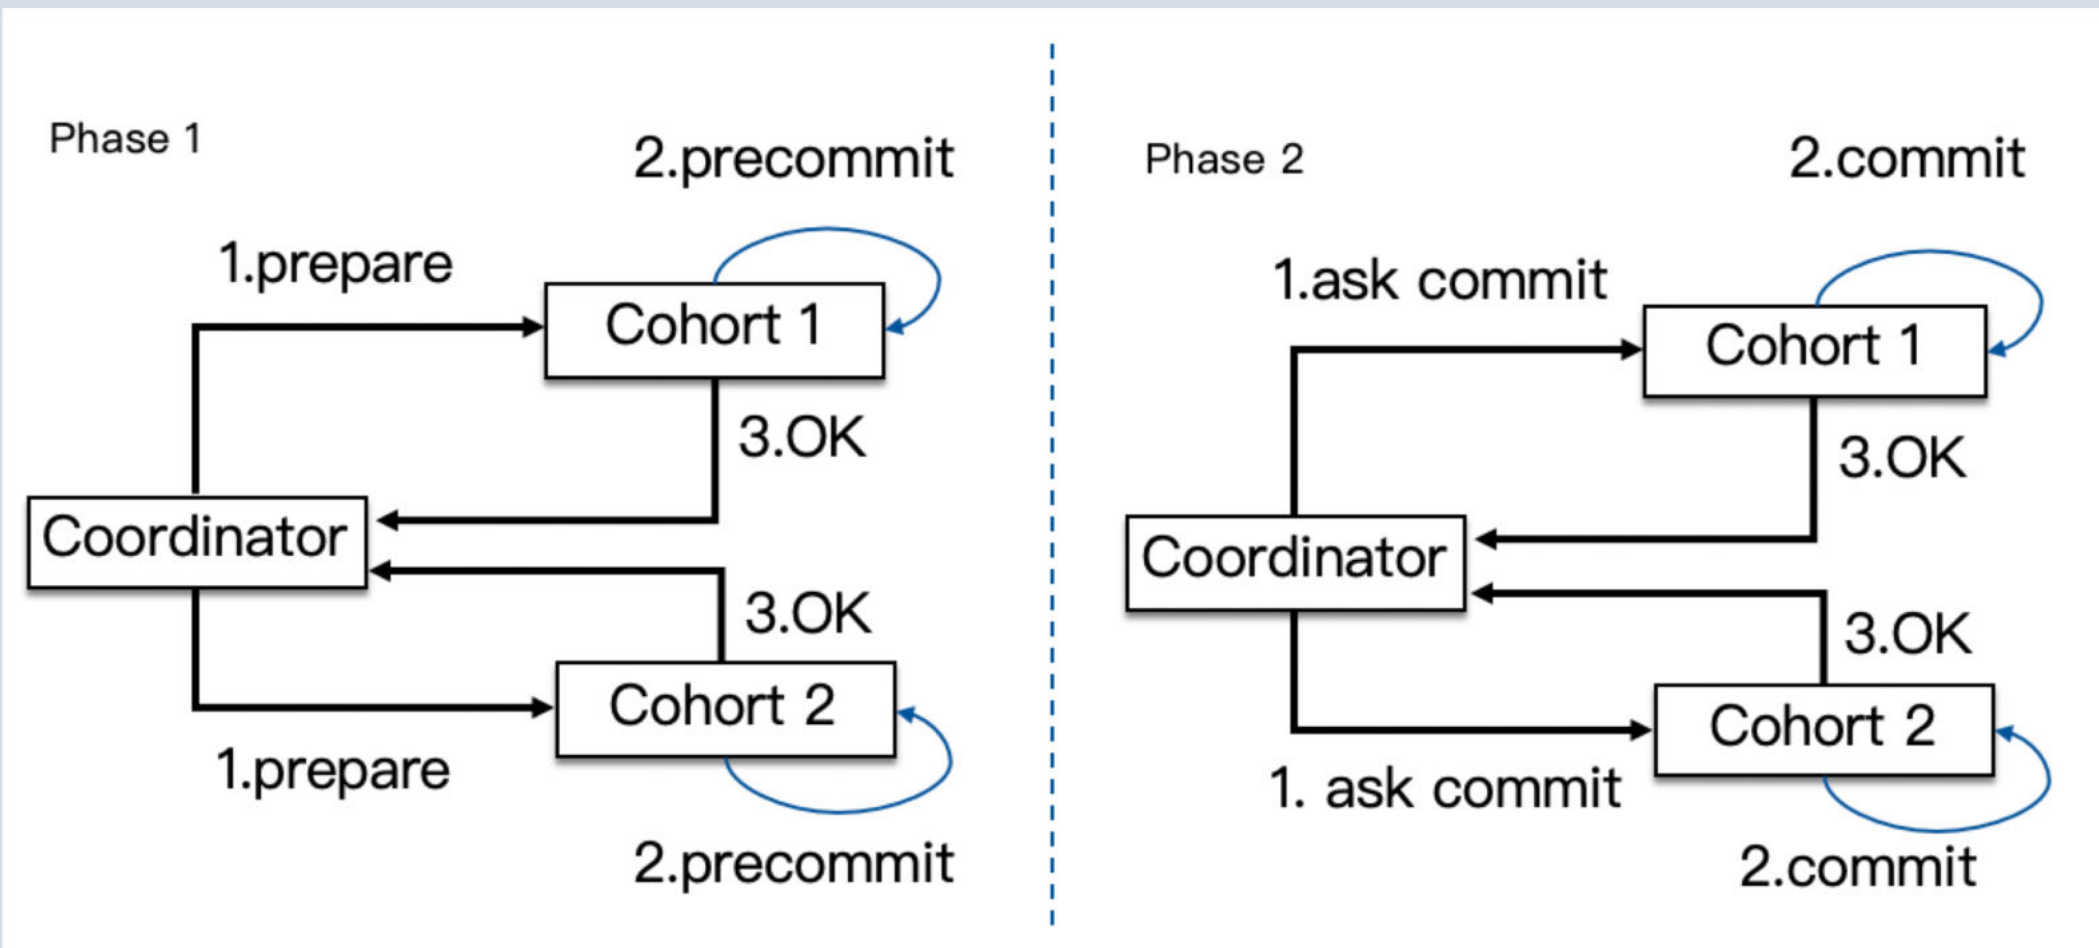 Phase 1
2.precommit
1.prepare
Cohort 1
3.OK
Coordinator
3.OK
Cohort 2
1.prepare
2.precommit
Phase 2
2.commit
1.ask commit
Cohort 1
3.OK
Coordinator
3.OK
Cohort 2
1. ask commit
2.commit